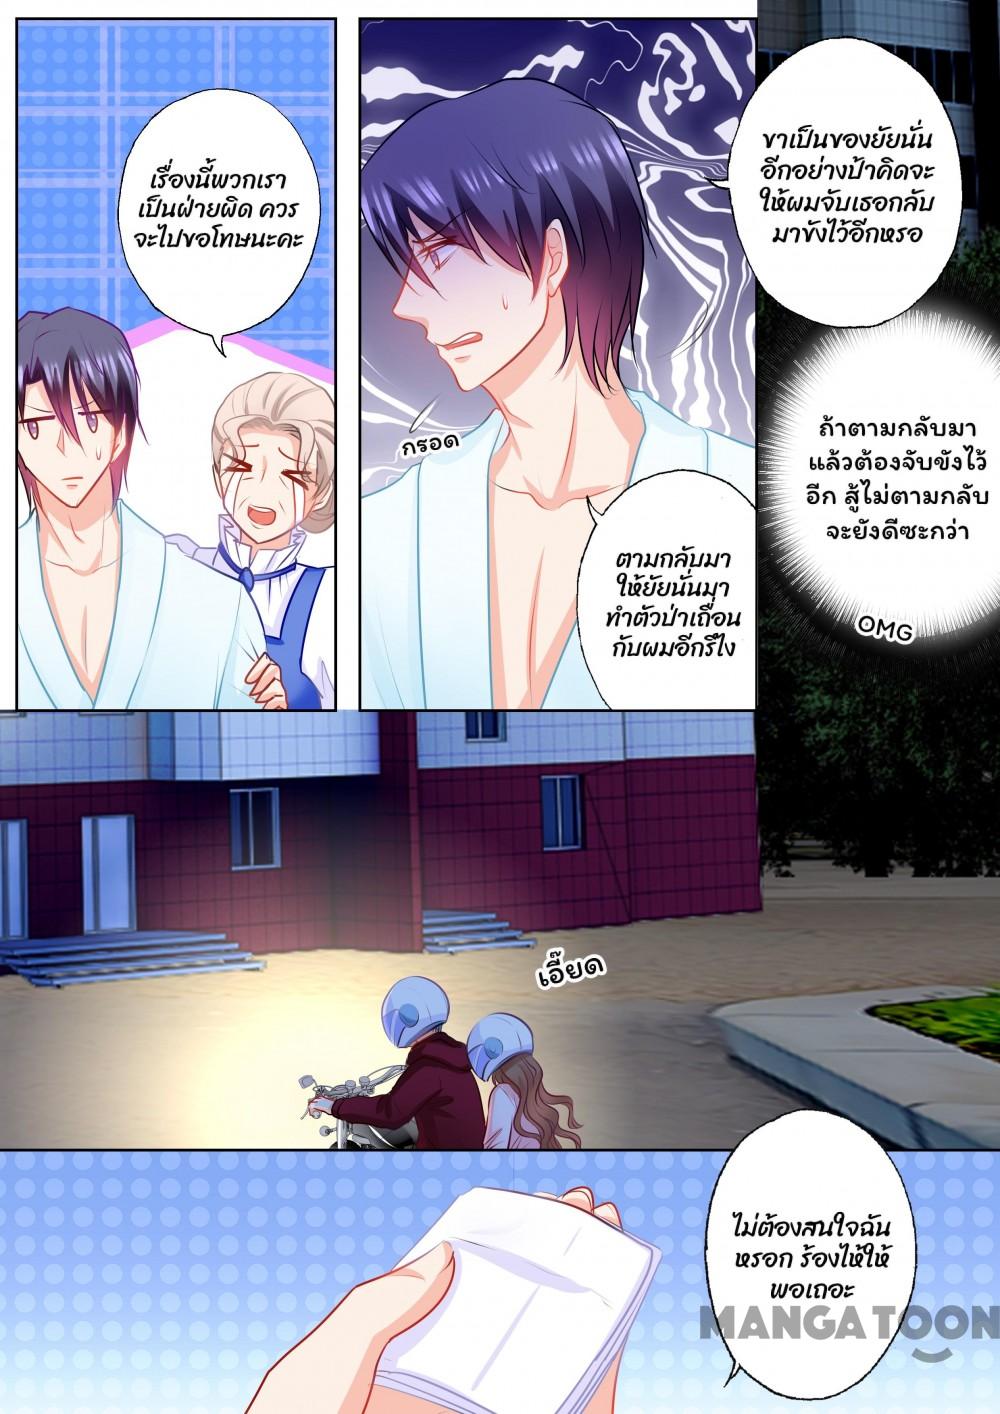 เรื่องนี้พวกเรา
เป็นฝ่ายผิด ควร
จะไปขอโทษนะคะ
กรอด
ตามกลับมา
ให้ยัยนั่นมา
ทำตัวป่าเถื่อน
กับผมอีกรึไง
ขาเป็นของยัยนั่น
อีกอย่างป้าคิดจะ
ให้ผมจับเธอกลับ
มาขังไว้อีกหรอ
ถ้าตามกลับมา
แล้วต้องจับขังไว้
อีก สู้ไม่ตามกลับ
จะยังดีซะกว่า
OMG
เอี๊ยด
ไม่ต้องสนใจฉัน
หรอก ร้องไห้ให้
พอเถอะ
MANGATOON